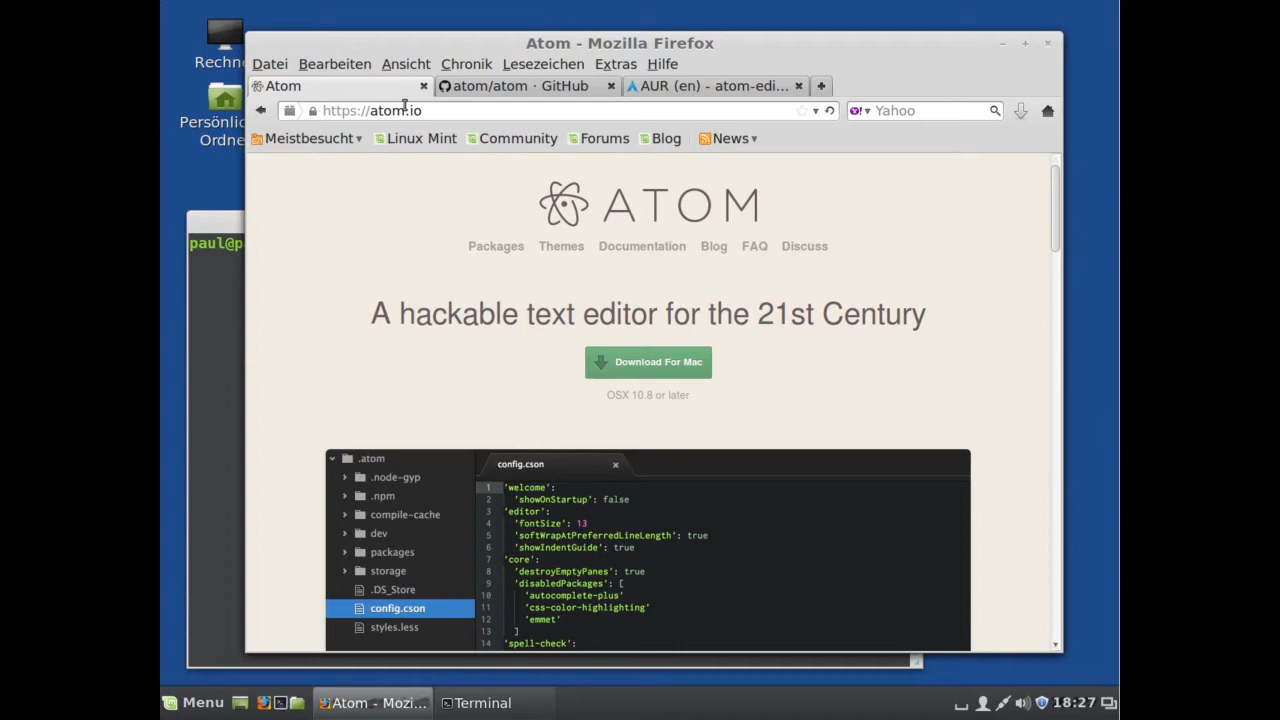 Rechne
Persönlic
Ordne
paul@p
Atom - Mozilla Firefox
Datei Bearbeiten Ansicht Chronik Lesezeichen Extras Hilfe
Atom atom/atom · GitHub AUR (en) - atom-edi...
https://atom.io Yahoo
Meistbesucht Linux Mint Community Forums Blog News
ATOM
Packages Themes Documentation Blog FAQ Discuss
A hackable text editor for the 21st Century
Download For Mac
OSX 10.8 or later
.atom
.node-gyp
.npm
compile-cache
dev
packages
storage
.DS_Store
config.cson
styles.less
config.cson
1 'welcome':
2 'showOnStartup': false
3 'editor':
4 'fontSize': 13
5 'softWrapAtPreferredLineLength': true
6 'showIndentGuide': true
7 'core':
8 'destroyEmptyPanes': true
9 'disabledPackages': [
10 'autocomplete-plus'
11 'css-color-highlighting'
12 'emmet'
13 ]
14 'spell-check':
Menu Atom - Mozi... Terminal 18:27